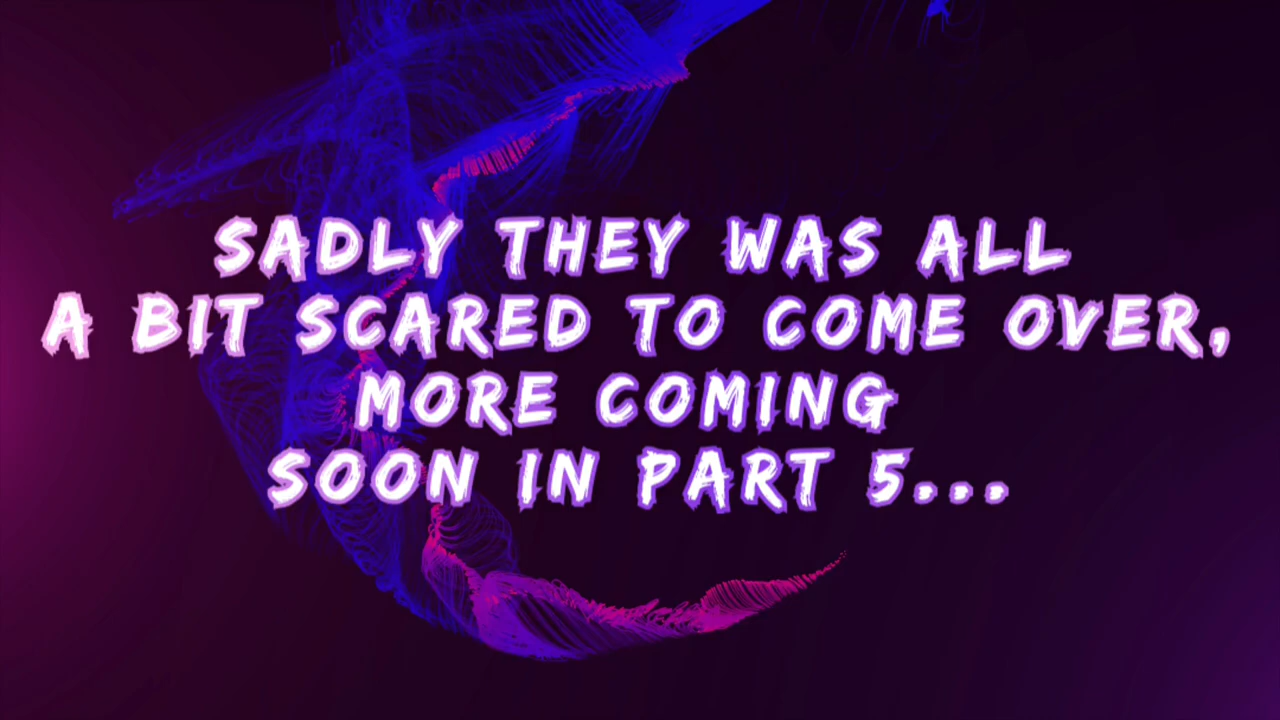 SADLY THEY WAS ALL
A BIT SCARED TO COME OVER,
MORE COMING
SOON IN PART 5...